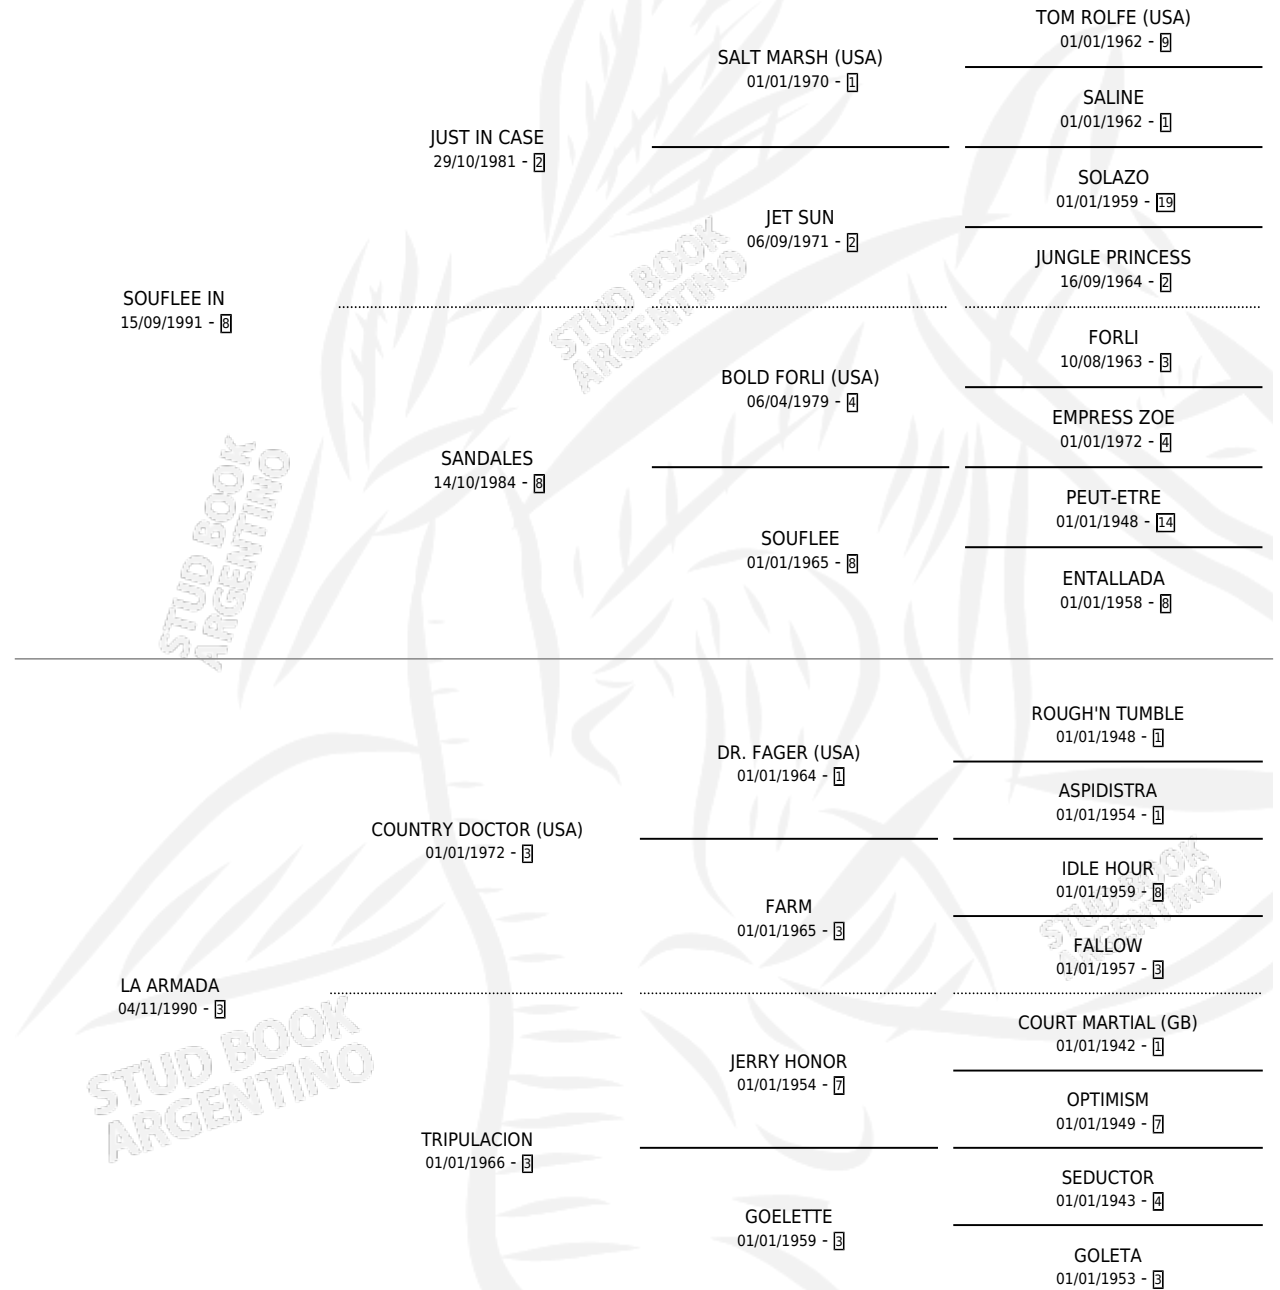 TOM ROLFE (USA)
01/01/1962 - 9
SALT MARSH (USA)
01/01/1970 - 1
SALINE
01/01/1962 - 1
JUST IN CASE
29/10/1981 - 2
SOLAZO
01/01/1959 - 19
JET SUN
06/09/1971 - 2
JUNGLE PRINCESS
16/09/1964 - 2
SOUFLEE IN
15/09/1991 - 8
FORLI
10/08/1963 - 3
BOLD FORLI (USA)
06/04/1979 - 4
EMPRESS ZOE
01/01/1972 - 4
SANDALES
14/10/1984 - 8
PEUT-ETRE
01/01/1948 - 14
SOUFLEE
01/01/1965 - 8
ENTALLADA
01/01/1958 - 8
STUD BOOK
ARGENTINO
STUD BOOK
ARGENTINO
ROUGH'N TUMBLE
01/01/1948 - 1
DR. FAGER (USA)
01/01/1964 - 1
ASPIDISTRA
01/01/1954 - 1
COUNTRY DOCTOR (USA)
01/01/1972 - 3
IDLE HOUR
01/01/1959 - 8
FARM
01/01/1965 - 3
FALLOW
01/01/1957 - 3
STUD BOOK
ARGENTINO
LA ARMADA
04/11/1990 - 3
COURT MARTIAL (GB)
01/01/1942 - 1
JERRY HONOR
01/01/1954 - 7
OPTIMISM
01/01/1949 - 7
TRIPULACION
01/01/1966 - 3
SEDUCTOR
01/01/1943 - 4
GOELETTE
01/01/1959 - 3
GOLETA
01/01/1953 - 3
STUD BOOK
ARGENTINO